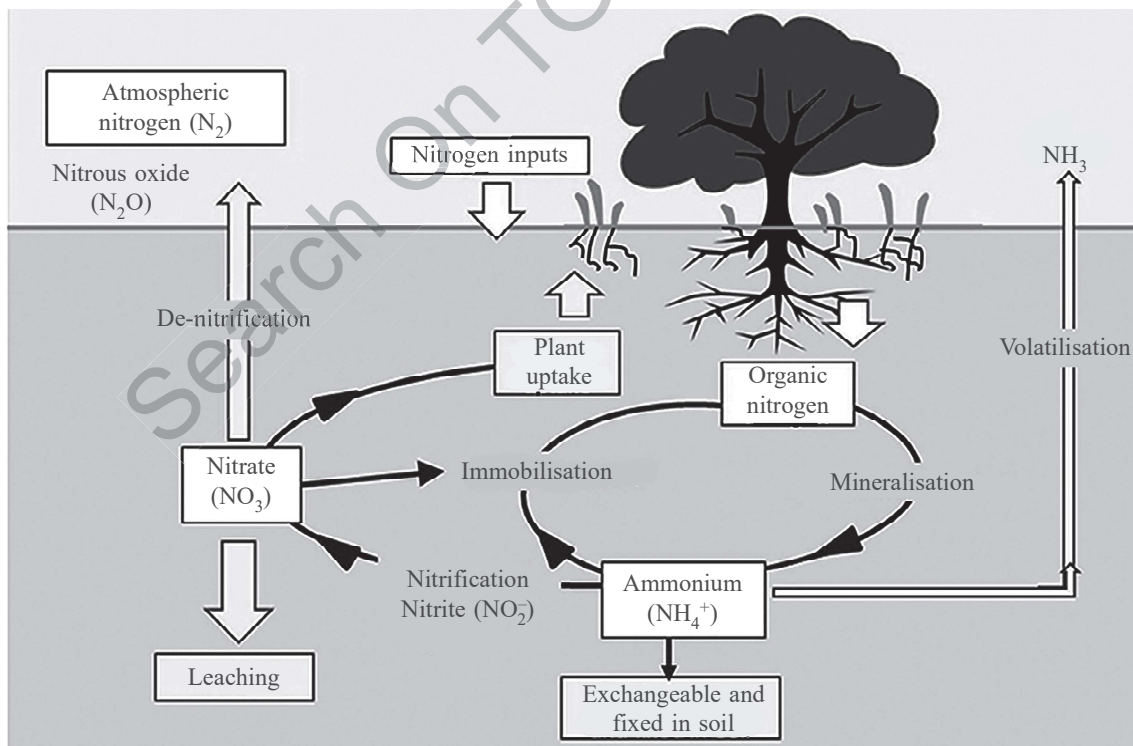 Search On TC
Atmospheric
nitrogen (N₂)
Nitrous oxide
(N₂O)
Nitrogen inputs
NH₃
De-nitrification
Volatilisation
Plant
uptake
Organic
nitrogen
Nitrate
(NO₃)
Immobilisation
Mineralisation
Nitrification
Nitrite (NO₂⁻)
Ammonium
(NH₄⁺)
Leaching
Exchangeable and
fixed in soil